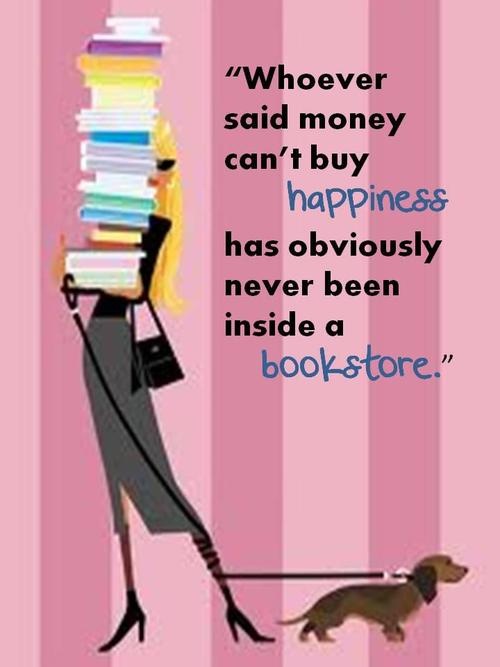 “Whoever
said money
can’t buy
happiness
has obviously
never been
inside a
bookstore.”